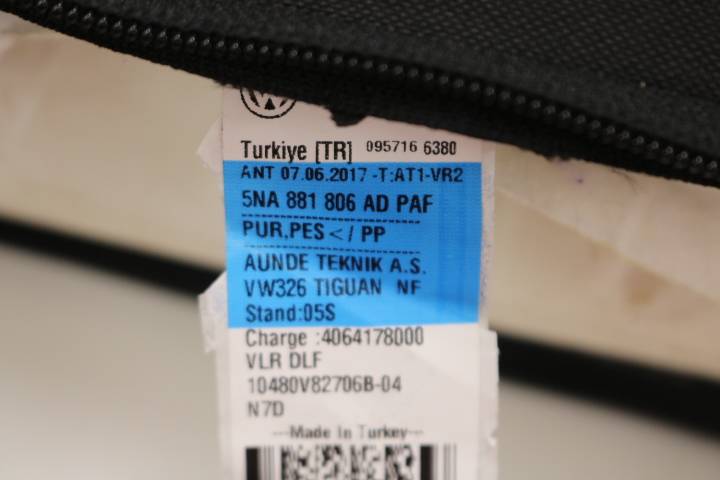 Turkiye [TR] 095716 6380
ANT 07.06.2017 -T:AT1-VR2
5NA 881 806 AD PAF
PUR,PES < / PP
AUNDE TEKNIK A.S.
VW326 TIGUAN NF
Stand:05S
Charge :4064178000
VLR DLF
10480V82706B-04
N7D
---Made In Turkey---